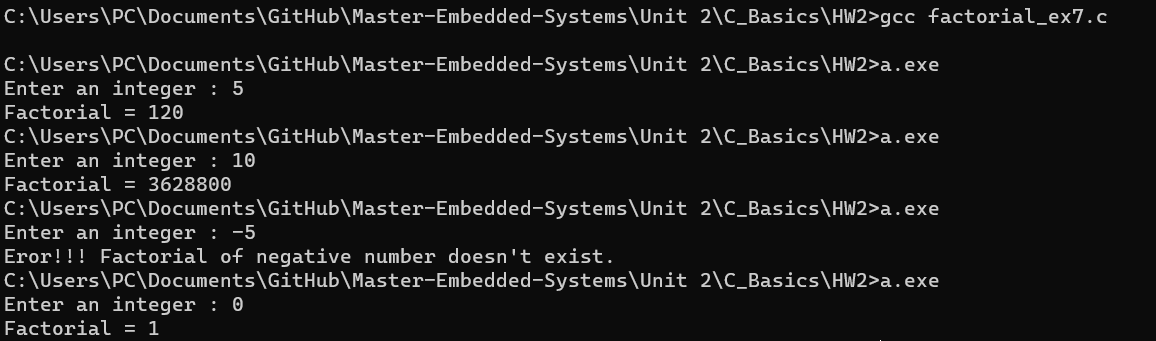 C:\Users\PC\Documents\GitHub\Master-Embedded-Systems\Unit 2\C_Basics\HW2>gcc factorial_ex7.c
C:\Users\PC\Documents\GitHub\Master-Embedded-Systems\Unit 2\C_Basics\HW2>a.exe
Enter an integer : 5
Factorial = 120
C:\Users\PC\Documents\GitHub\Master-Embedded-Systems\Unit 2\C_Basics\HW2>a.exe
Enter an integer : 10
Factorial = 3628800
C:\Users\PC\Documents\GitHub\Master-Embedded-Systems\Unit 2\C_Basics\HW2>a.exe
Enter an integer : -5
Eror!!! Factorial of negative number doesn't exist.
C:\Users\PC\Documents\GitHub\Master-Embedded-Systems\Unit 2\C_Basics\HW2>a.exe
Enter an integer : 0
Factorial = 1